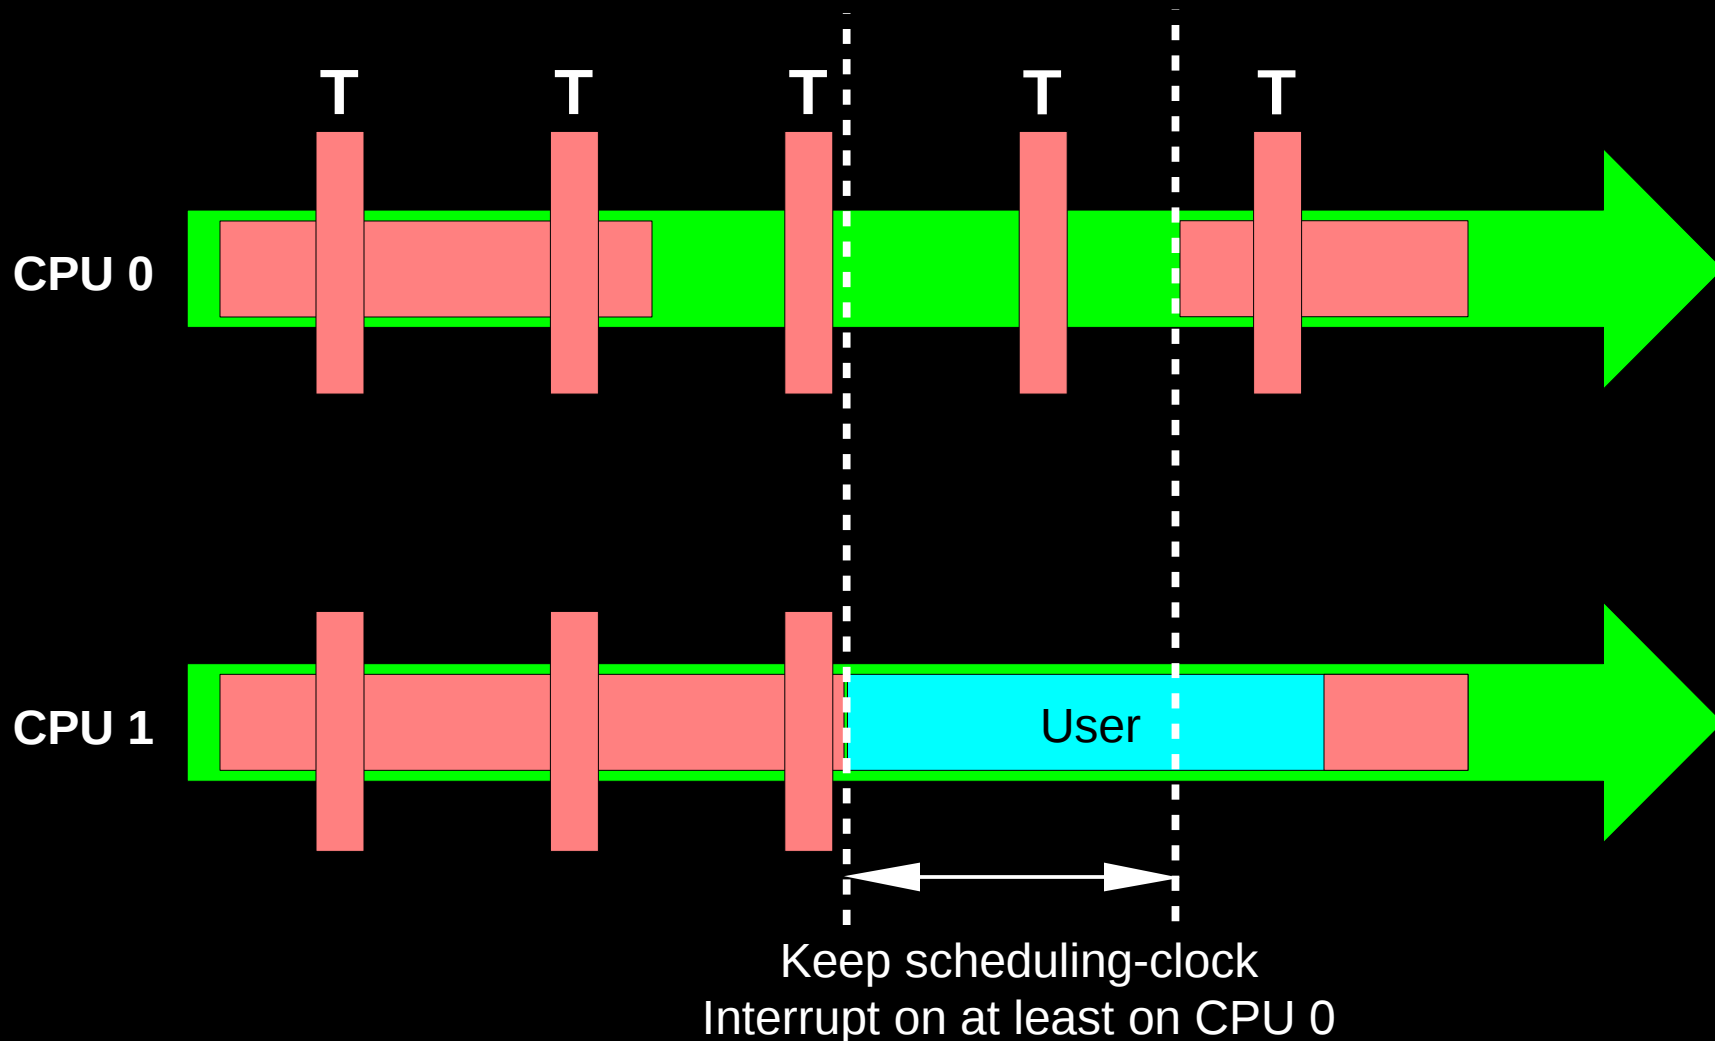 T T T T T
CPU 0
CPU 1
User
Keep scheduling-clock
Interrupt on at least on CPU 0